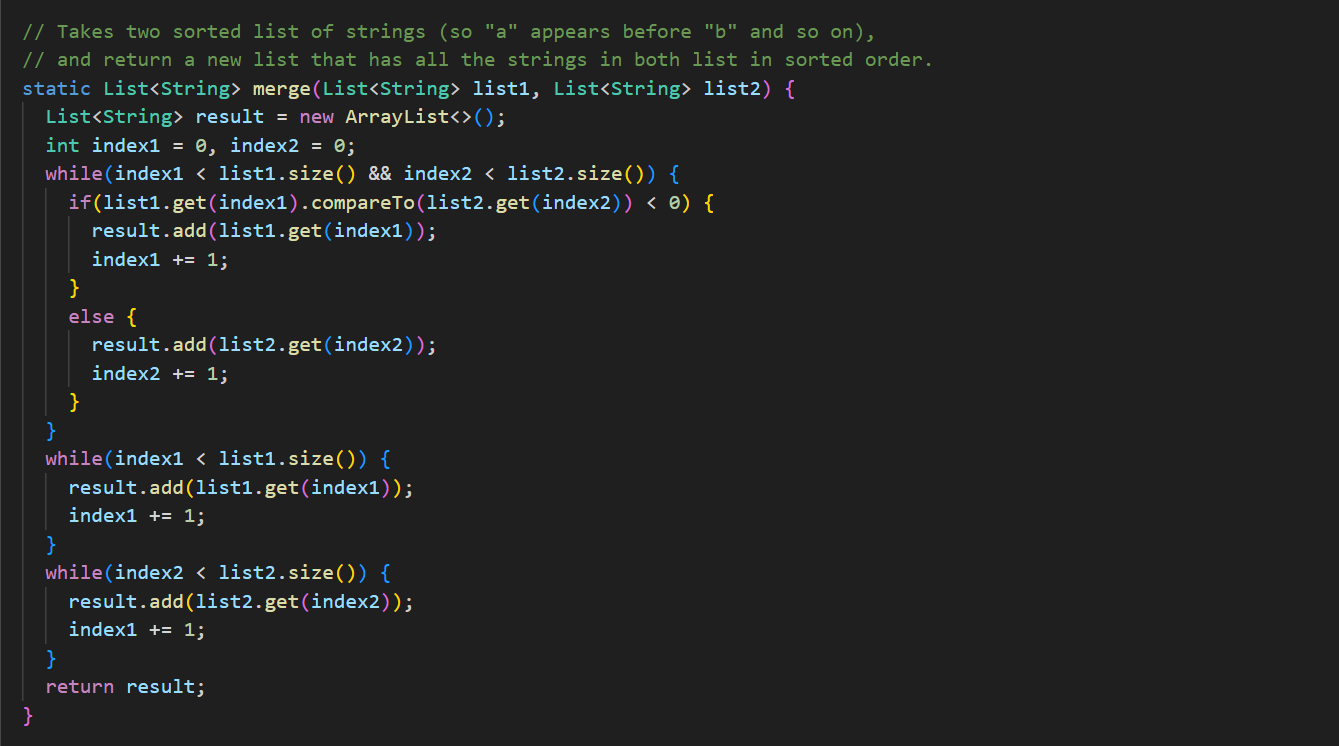 // Takes two sorted list of strings (so "a" appears before "b" and so on),
// and return a new list that has all the strings in both list in sorted order.
static List<String> merge(List<String> list1, List<String> list2) {
  List<String> result = new ArrayList<>();
  int index1 = 0, index2 = 0;
  while(index1 < list1.size() && index2 < list2.size()) {
    if(list1.get(index1).compareTo(list2.get(index2)) < 0) {
      result.add(list1.get(index1));
      index1 += 1;
    }
    else {
      result.add(list2.get(index2));
      index2 += 1;
    }
  }
  while(index1 < list1.size()) {
    result.add(list1.get(index1));
    index1 += 1;
  }
  while(index2 < list2.size()) {
    result.add(list2.get(index2));
    index1 += 1;
  }
  return result;
}